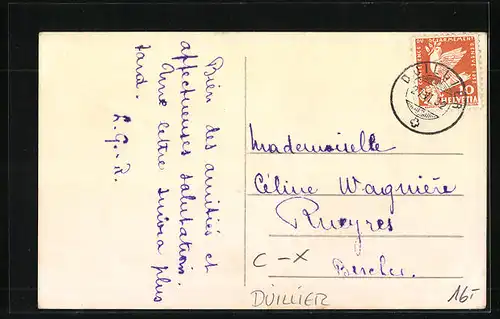 Bien des amitiés et
affectueuses salutations.
Une lettre suivra plus
tard.
L. G.-R.
DUILLIER
HELVETIA
Mademoiselle
Céline Wagnière
Rueyres
Bercher
C-X
DUILLIER
16.-